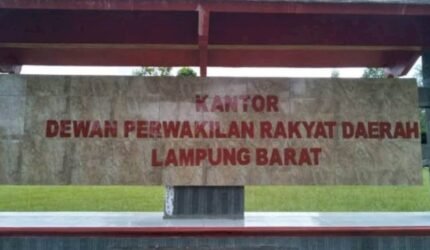 KANTOR
DEWAN PERWAKILAN RAKYAT DAERAH
LAMPUNG BARAT